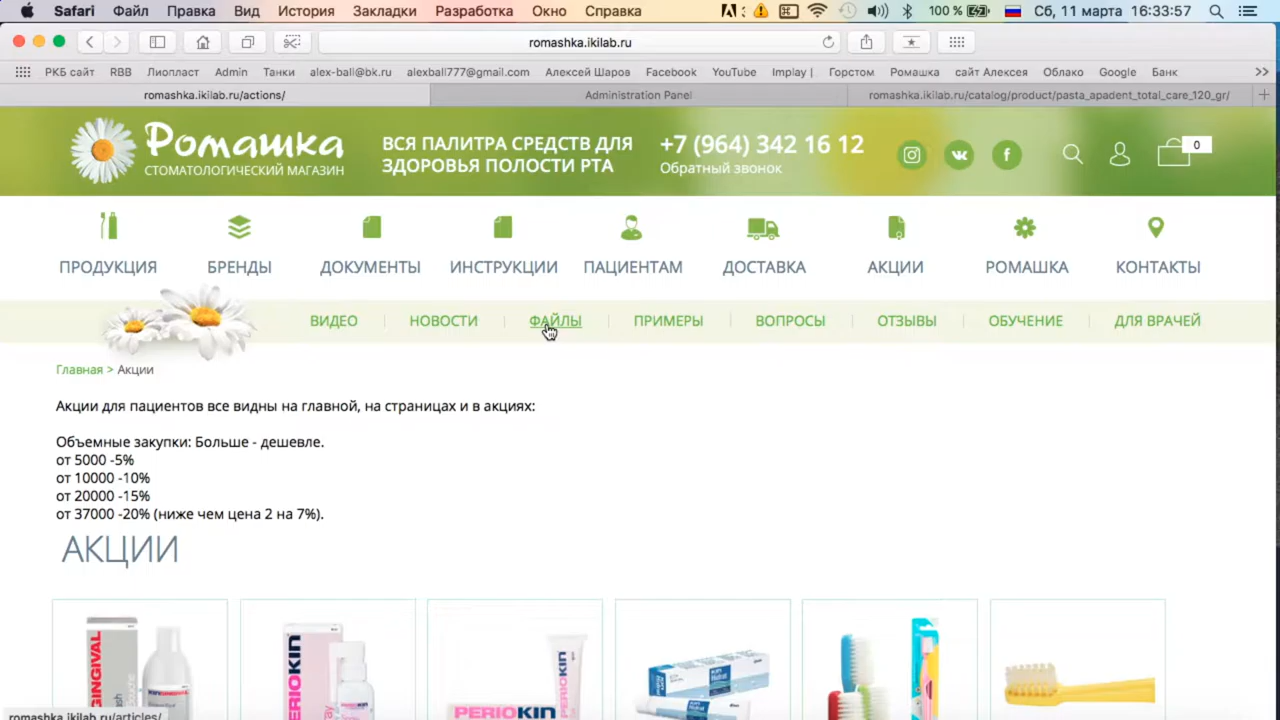 Safari Файл Правка Вид История Закладки Разработка Окно Справка 100 % Сб, 11 марта 16:33:57
romashka.ikilab.ru
РКБ сайт RBB Лиопласт Admin Танки alex-ball@bk.ru alexball777@gmail.com Алексей Шаров Facebook YouTube Implay | Горстом Ромашка сайт Алексея Облако Google Банк >>
romashka.ikilab.ru/actions/ Administration Panel romashka.ikilab.ru/catalog/product/pasta_apadent_total_care_120_gr/
Ромашка
СТОМАТОЛОГИЧЕСКИЙ МАГАЗИН
ВСЯ ПАЛИТРА СРЕДСТВ ДЛЯ
ЗДОРОВЬЯ ПОЛОСТИ РТА
+7 (964) 342 16 12
Обратный звонок
0
ПРОДУКЦИЯ БРЕНДЫ ДОКУМЕНТЫ ИНСТРУКЦИИ ПАЦИЕНТАМ ДОСТАВКА АКЦИИ РОМАШКА КОНТАКТЫ
ВИДЕО НОВОСТИ ФАЙЛЫ ПРИМЕРЫ ВОПРОСЫ ОТЗЫВЫ ОБУЧЕНИЕ ДЛЯ ВРАЧЕЙ
Главная > Акции
Акции для пациентов все видны на главной, на страницах и в акциях:
Объемные закупки: Больше - дешевле.
от 5000 -5%
от 10000 -10%
от 20000 -15%
от 37000 -20% (ниже чем цена 2 на 7%).
АКЦИИ
GINGIVAL
PERIOKIN
PERIOKIN
PERIOKIN
romashka.ikilab.ru/articles/